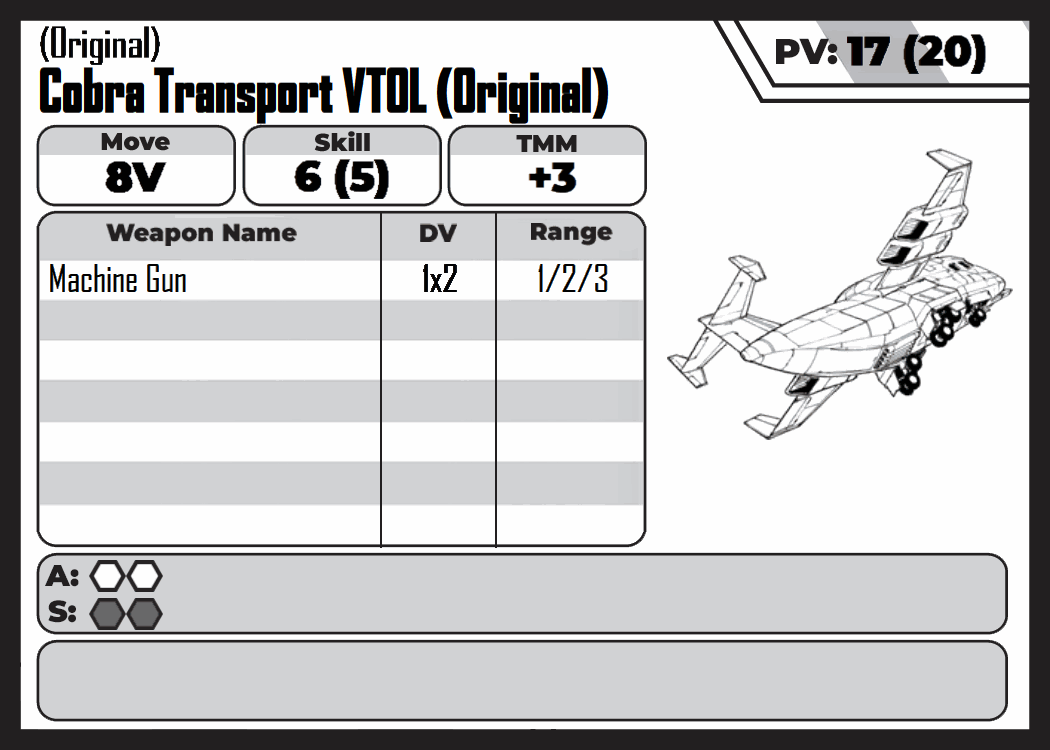 (Original)
Cobra Transport VTOL (Original)
PV: 17 (20)
Move
8V
Skill
6 (5)
TMM
+3
Weapon Name DV Range
Machine Gun 1x2 1/2/3
A:
S: